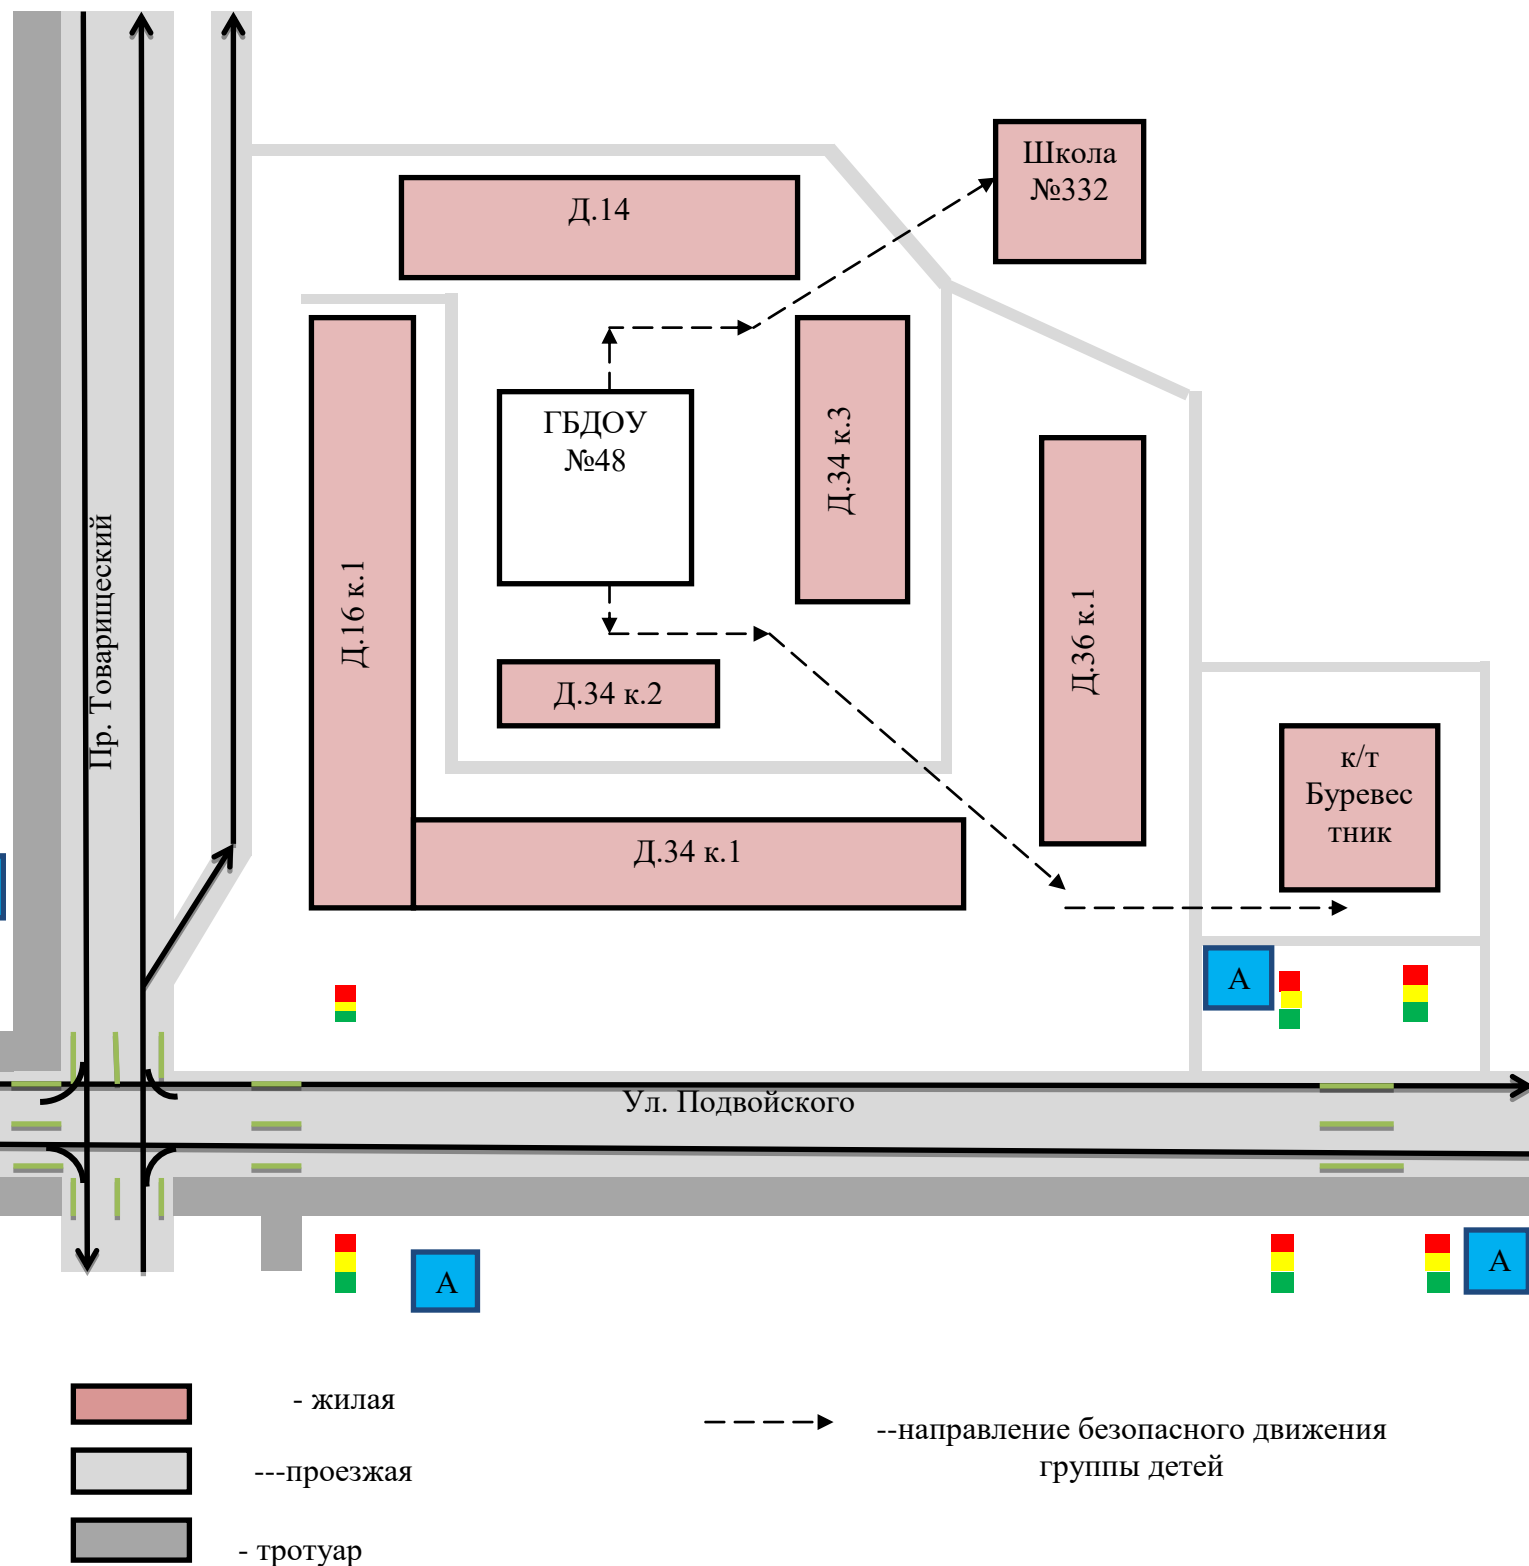 Школа
№332
Д.14
ГБДОУ
№48
Д.34 к.3
Д.16 к.1
Пр. Товарищеский
Д.36 к.1
Д.34 к.2
к/т
Буревес
тник
Д.34 к.1
А
Ул. Подвойского
А
А
- жилая
--направление безопасного движения
группы детей
---проезжая
- тротуар